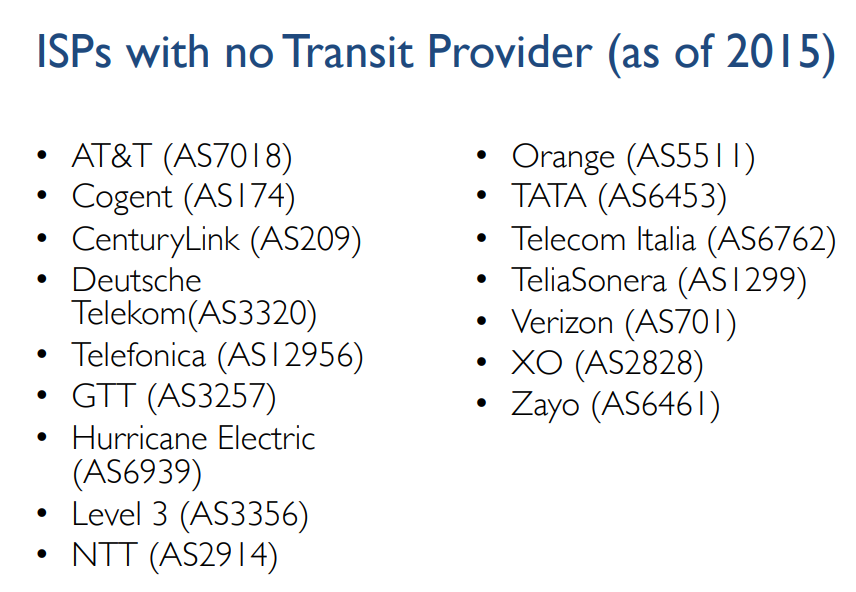 ISPs with no Transit Provider (as of 2015)
• AT&T (AS7018)
• Cogent (AS174)
• CenturyLink (AS209)
• Deutsche
Telekom(AS3320)
• Telefonica (AS12956)
• GTT (AS3257)
• Hurricane Electric
(AS6939)
• Level 3 (AS3356)
• NTT (AS2914)
• Orange (AS5511)
• TATA (AS6453)
• Telecom Italia (AS6762)
• TeliaSonera (AS1299)
• Verizon (AS701)
• XO (AS2828)
• Zayo (AS6461)